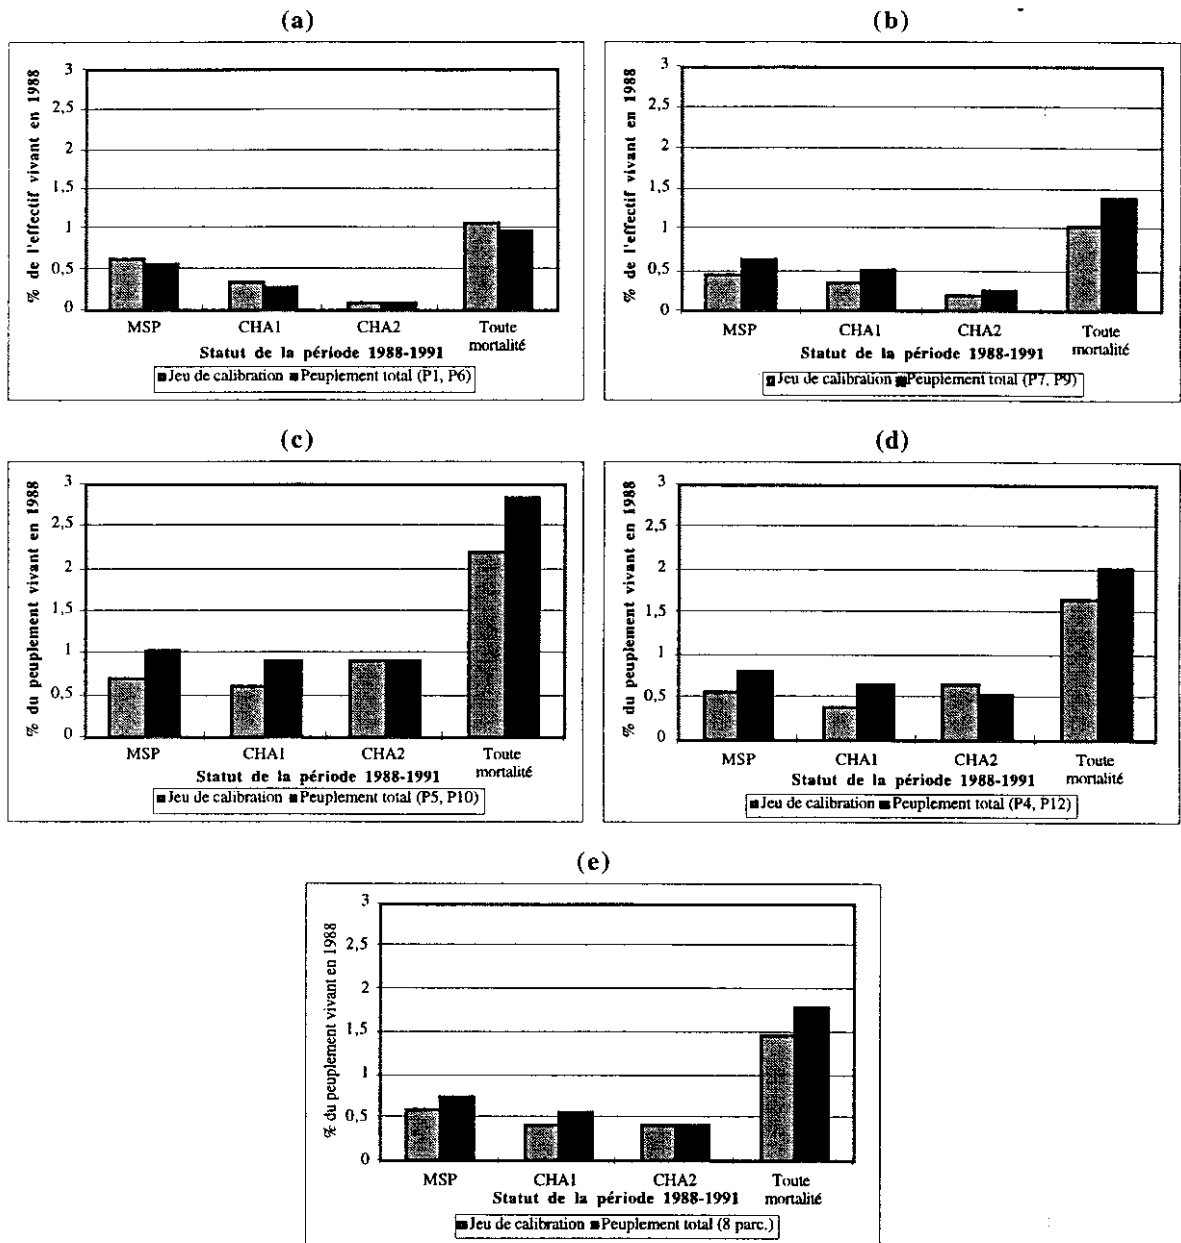 (a)
% de l'effectif vivant en 1988
3
2,5
2
1,5
1
0,5
0
MSP CHA1 CHA2 Toute mortalité
Statut de la période 1988-1991
Jeu de calibration Peuplement total (P1, P6)
(b)
% de l'effectif vivant en 1988
3
2,5
2
1,5
1
0,5
0
MSP CHA1 CHA2 Toute mortalité
Statut de la période 1988-1991
Jeu de calibration Peuplement total (P7, P9)
(c)
% du peuplement vivant en 1988
3
2,5
2
1,5
1
0,5
0
MSP CHA1 CHA2 Toute mortalité
Statut de la période 1988-1991
Jeu de calibration Peuplement total (P5, P10)
(d)
% du peuplement vivant en 1988
3
2,5
2
1,5
1
0,5
0
MSP CHA1 CHA2 Toute mortalité
Statut de la période 1988-1991
Jeu de calibration Peuplement total (P4, P12)
(e)
% du peuplement vivant en 1988
3
2,5
2
1,5
1
0,5
0
MSP CHA1 CHA2 Toute mortalité
Statut de la période 1988-1991
Jeu de calibration Peuplement total (8 parc.)